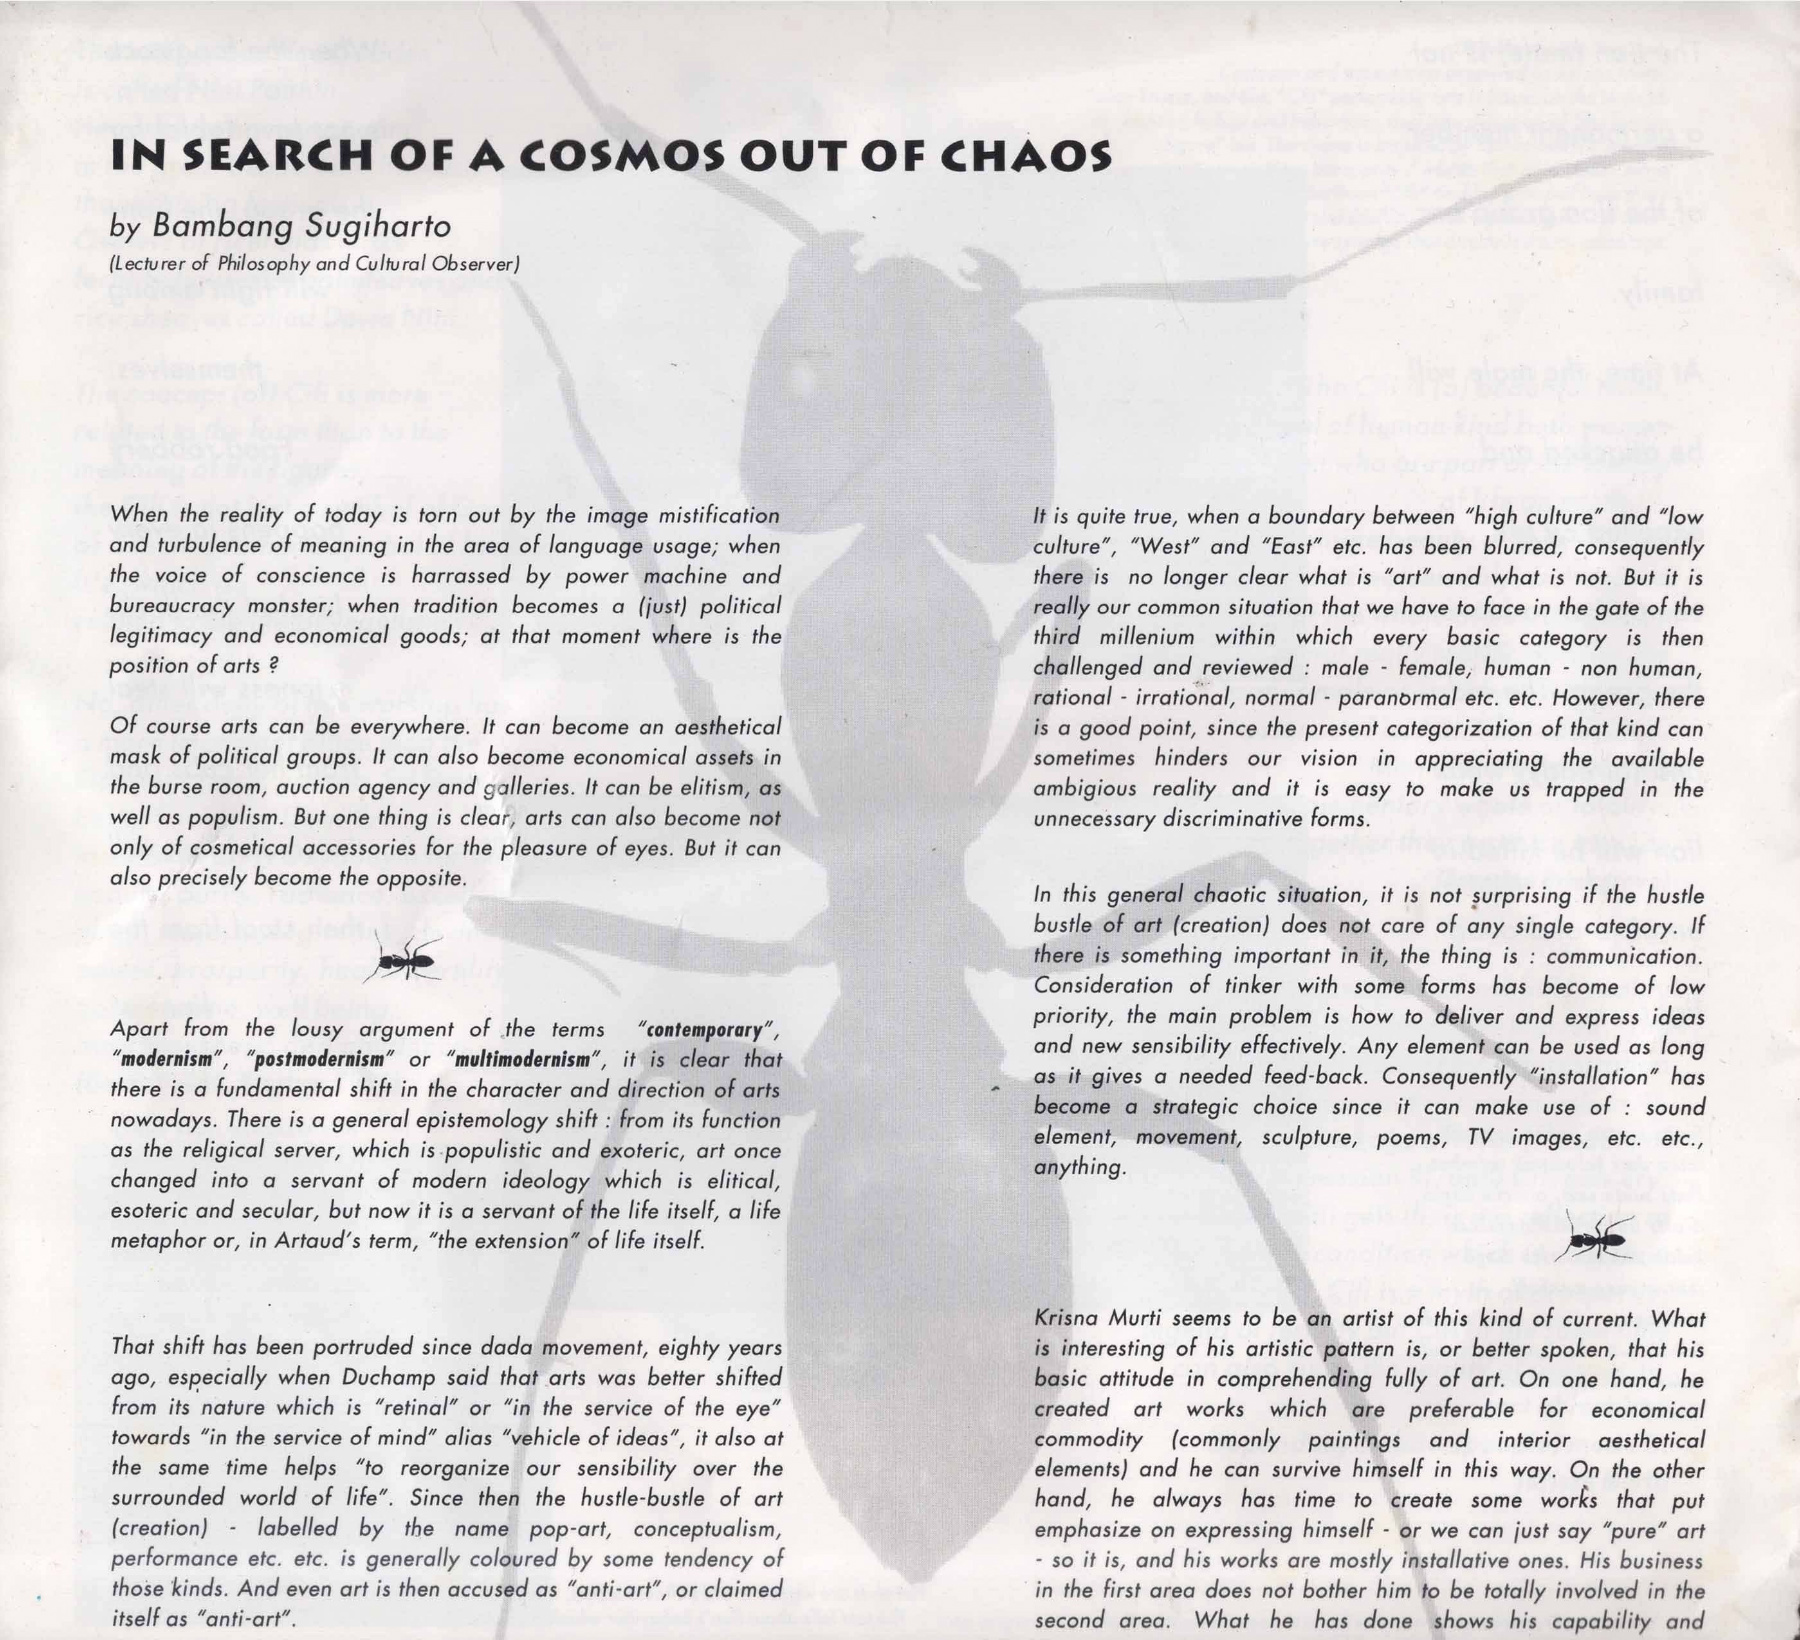 IN SEARCH OF A COSMOS OUT OF CHAOS
by Bambang Sugiharto
(Lecturer of Philosophy and Cultural Observer)
When the reality of today is torn out by the image mistification
and turbulence of meaning in the area of language usage; when
the voice of conscience is harrassed by power machine and
bureaucracy monster; when tradition becomes a (just) political
legitimacy and economical goods; at that moment where is the
position of arts ?
Of course arts can be everywhere. It can become an aesthetical
mask of political groups. It can also become economical assets in
the burse room, auction agency and galleries. It can be elitism, as
well as populism. But one thing is clear, arts can also become not
only of cosmetical accessories for the pleasure of eyes. But it can
also precisely become the opposite.
Apart from the lousy argument of the terms "contemporary",
"modernism", "postmodernism" or "multimodernism", it is clear that
there is a fundamental shift in the character and direction of arts
nowadays. There is a general epistemology shift : from its function
as the religical server, which is populistic and exoteric, art once
changed into a servant of modern ideology which is elitical,
esoteric and secular, but now it is a servant of the life itself, a life
metaphor or, in Artaud's term, "the extension" of life itself.
That shift has been portruded since dada movement, eighty years
ago, especially when Duchamp said that arts was better shifted
from its nature which is "retinal" or "in the service of the eye"
towards "in the service of mind" alias "vehicle of ideas", it also at
the same time helps "to reorganize our sensibility over the
surrounded world of life". Since then the hustle-bustle of art
(creation) - labelled by the name pop-art, conceptualism,
performance etc. etc. is generally coloured by some tendency of
those kinds. And even art is then accused as "anti-art", or claimed
itself as "anti-art".
It is quite true, when a boundary between "high culture" and "low
culture", "West" and "East" etc. has been blurred, consequently
there is no longer clear what is "art" and what is not. But it is
really our common situation that we have to face in the gate of the
third millenium within which every basic category is then
challenged and reviewed : male - female, human - non human,
rational - irrational, normal - paranormal etc. etc. However, there
is a good point, since the present categorization of that kind can
sometimes hinders our vision in appreciating the available
ambigious reality and it is easy to make us trapped in the
unnecessary discriminative forms.
In this general chaotic situation, it is not surprising if the hustle
bustle of art (creation) does not care of any single category. If
there is something important in it, the thing is : communication.
Consideration of tinker with some forms has become of low
priority, the main problem is how to deliver and express ideas
and new sensibility effectively. Any element can be used as long
as it gives a needed feed-back. Consequently "installation" has
become a strategic choice since it can make use of : sound
element, movement, sculpture, poems, TV images, etc. etc.,
anything.
Krisna Murti seems to be an artist of this kind of current. What
is interesting of his artistic pattern is, or better spoken, that his
basic attitude in comprehending fully of art. On one hand, he
created art works which are preferable for economical
commodity (commonly paintings and interior aesthetical
elements) and he can survive himself in this way. On the other
hand, he always has time to create some works that put
emphasize on expressing himself - or we can just say "pure" art
- so it is, and his works are mostly installative ones. His business
in the first area does not bother him to be totally involved in the
second area. What he has done shows his capability and